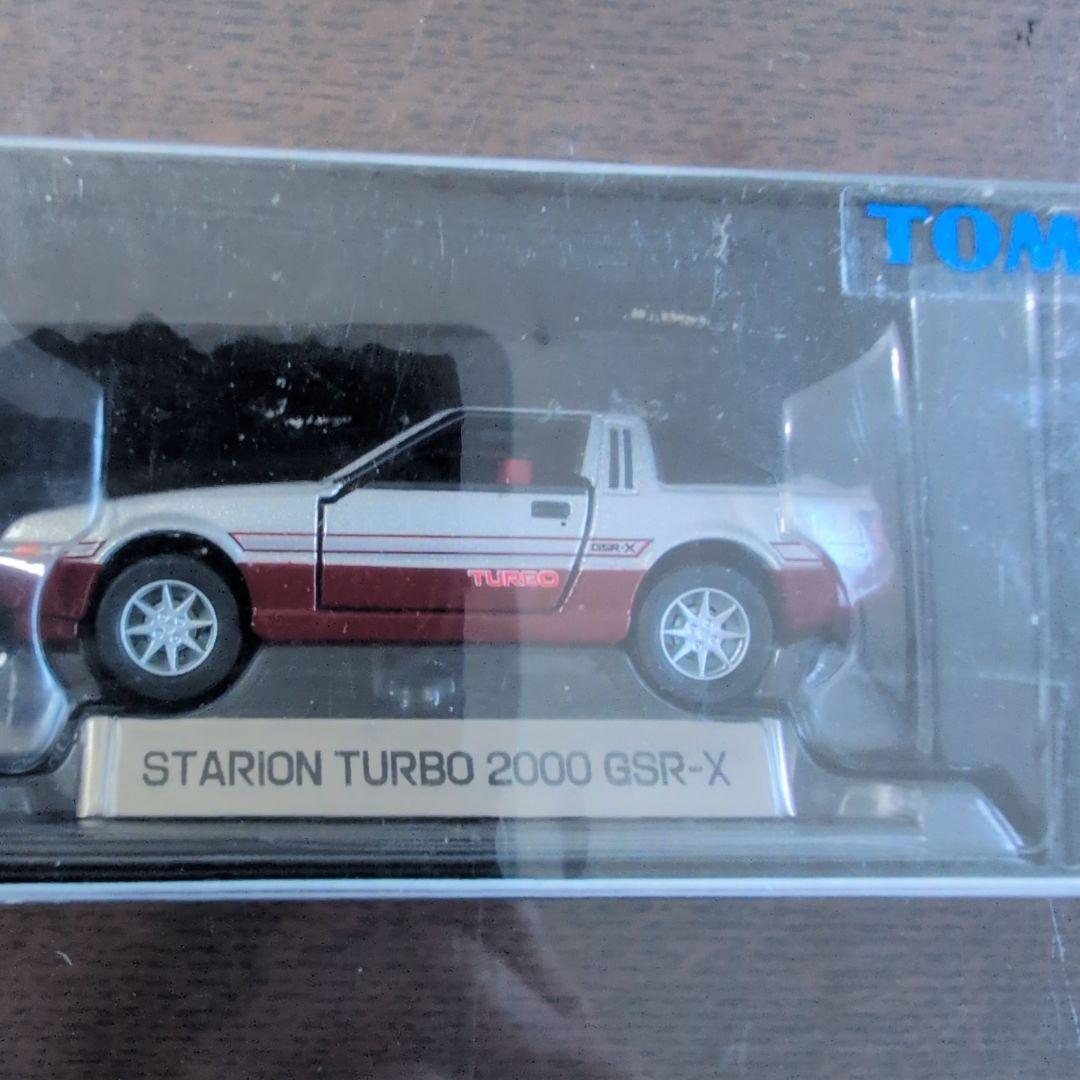 TOM
GSR-X
TURBO
STARION TURBO 2000 GSR-X